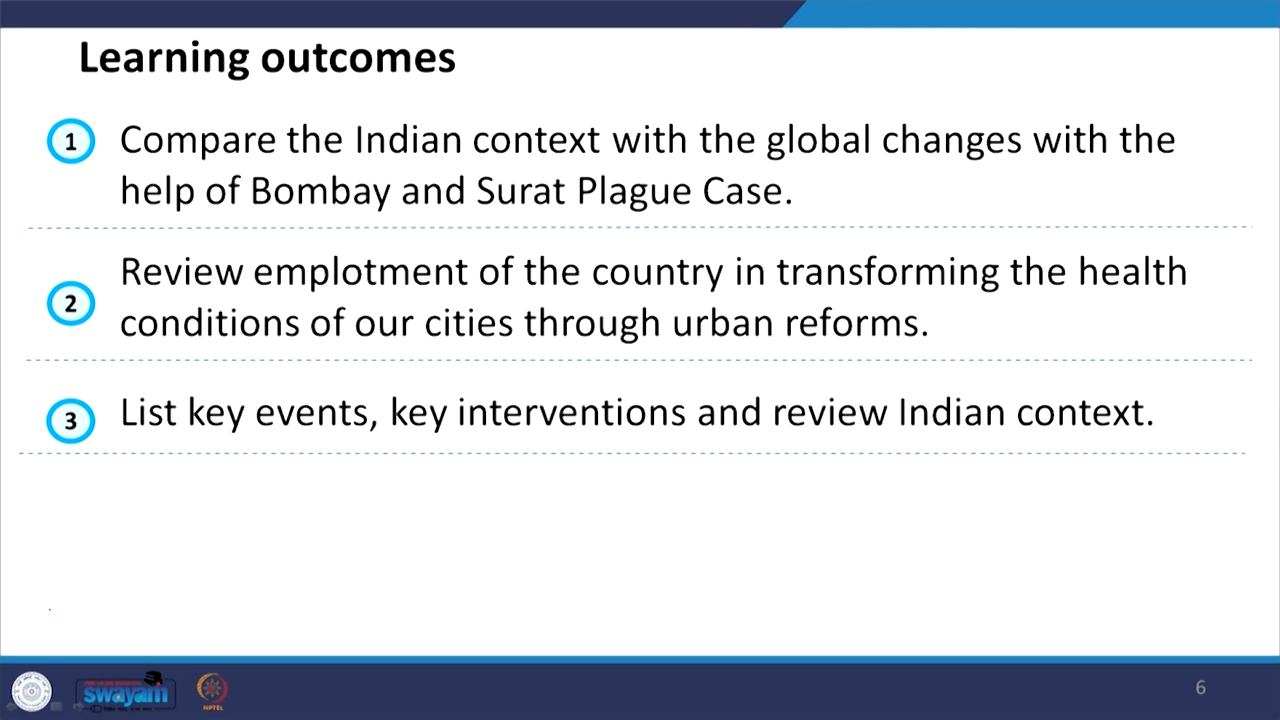 Learning outcomes
1 Compare the Indian context with the global changes with the
help of Bombay and Surat Plague Case.
2 Review emplotment of the country in transforming the health
conditions of our cities through urban reforms.
3 List key events, key interventions and review Indian context.
swayam
NPTEL
6